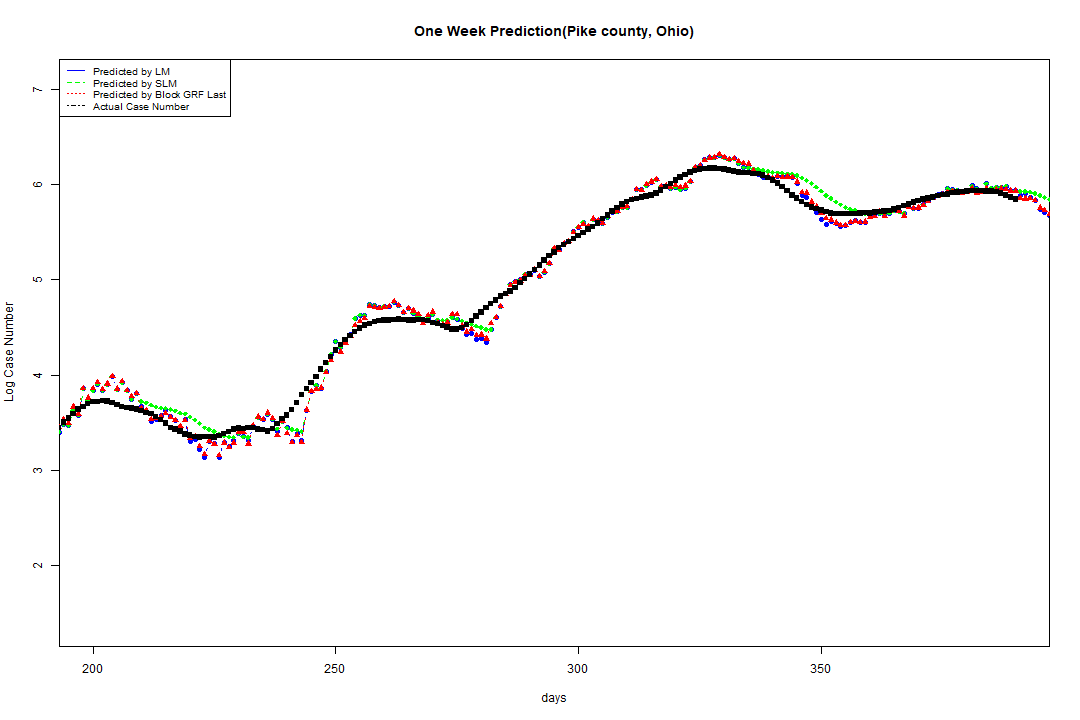 One Week Prediction(Pike county, Ohio)
Predicted by LM
Predicted by SLM
Predicted by Block GRF Last
Actual Case Number
7
6
5
4
3
2
Log Case Number
200 250 300 350
days